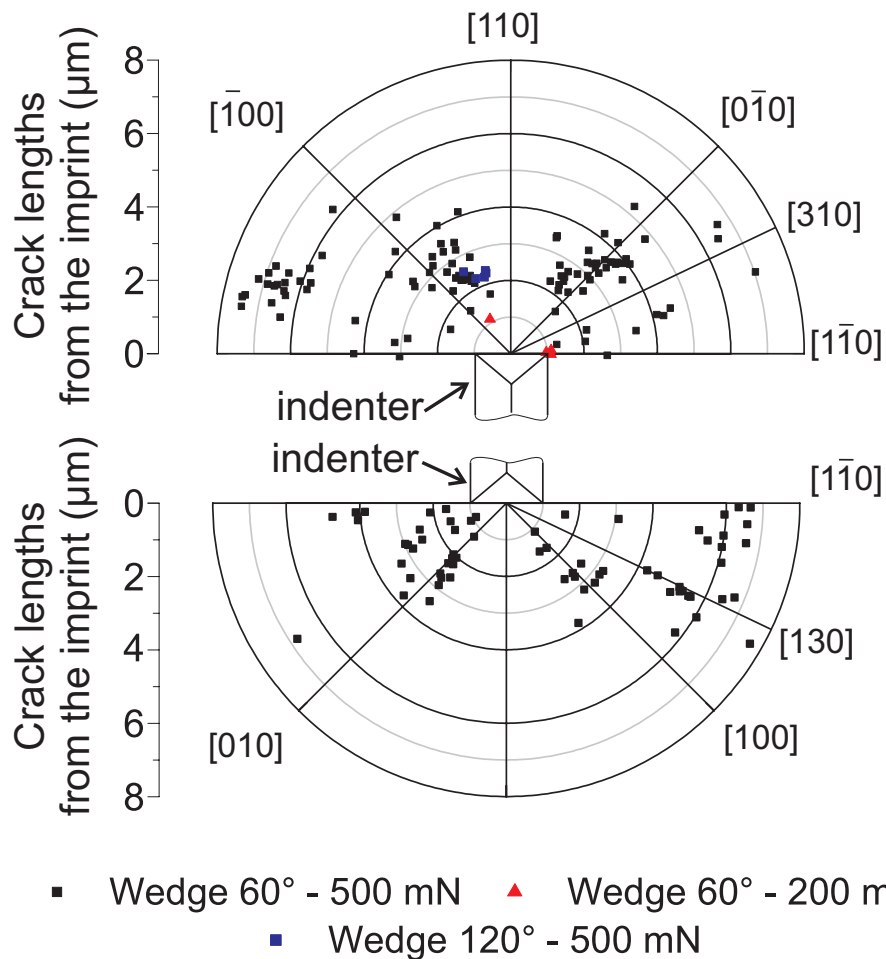 [110]
8
[1̄00]
[01̄0]
Crack lengths
from the imprint (µm)
6
4
2
0
[310]
[11̄0]
indenter
indenter
[11̄0]
Crack lengths
from the imprint (µm)
0
2
4
6
8
[130]
[010]
[100]
Wedge 60° - 500 mN
Wedge 60° - 200 m
Wedge 120° - 500 mN